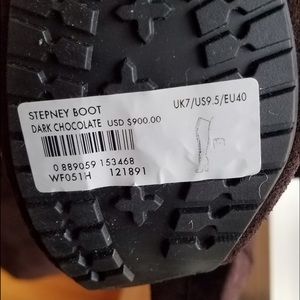 STEPNEY BOOT
DARK CHOCOLATE USD $900.00
UK7/US9.5/EU40
0 889059 153468
WF051H 121891